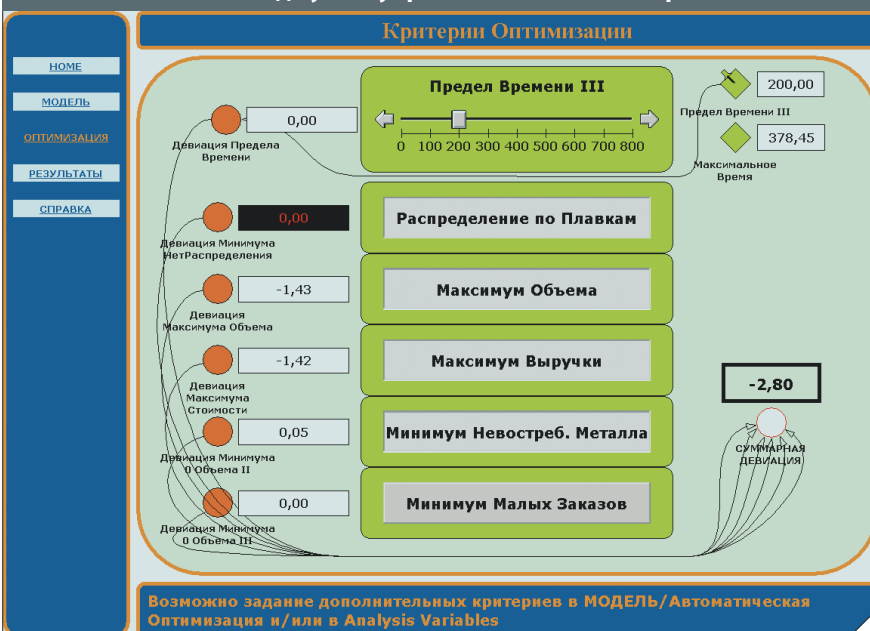 Критерии Оптимизации
HOME
МОДЕЛЬ
ОПТИМИЗАЦИЯ
РЕЗУЛЬТАТЫ
СПРАВКА
0,00
Девиация Предела
Времени
Предел Времени III
0 100 200 300 400 500 600 700 800
200,00
Предел Времени III
378,45
Максимальное
Время
0,00
Девиация Минимума
НетРаспределения
Распределение по Плавкам
-1,43
Девиация
Максимума Объема
Максимум Объема
-1,42
Девиация
Максимума
Стоимости
Максимум Выручки
0,05
Девиация Минимума
0 Объема II
Минимум Невостреб. Металла
0,00
Девиация Минимума
0 Объема III
Минимум Малых Заказов
-2,80
СУММАРНАЯ
ДЕВИАЦИЯ
Возможно задание дополнительных критериев в МОДЕЛЬ/Автоматическая
Оптимизация и/или в Analysis Variables